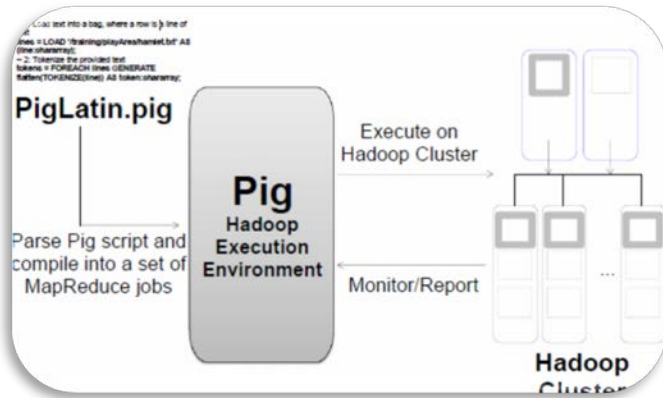 Load text into a bag, where a row is a line of
lines = LOAD '/training/playArea/hamlet.txt' AS
(line:chararray);
2: Tokenize the provided text
tokens = FOREACH lines GENERATE
flatten(TOKENIZE(line)) AS token:chararray;
PigLatin.pig
Parse Pig script and
compile into a set of
MapReduce jobs
Pig
Hadoop
Execution
Environment
Execute on
Hadoop Cluster
Monitor/Report
...
Hadoop
Cluster